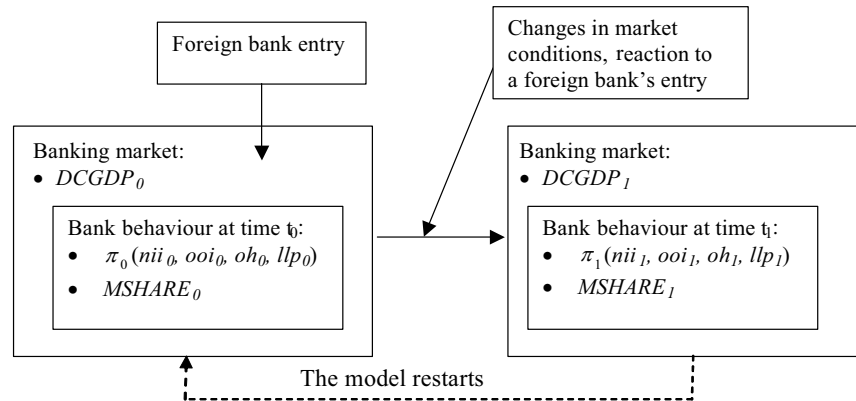 Foreign bank entry
Changes in market
conditions, reaction to
a foreign bank's entry
Banking market:
• DCGDP₀
Bank behaviour at time t₀:
• π₀(nii₀, ooi₀, oh₀, llp₀)
• MSHARE₀
Banking market:
• DCGDP₁
Bank behaviour at time t₁:
• π₁(nii₁, ooi₁, oh₁, llp₁)
• MSHARE₁
The model restarts